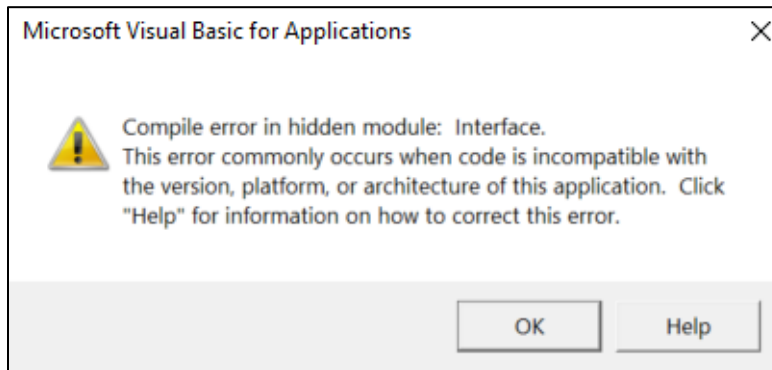 Microsoft Visual Basic for Applications
Compile error in hidden module:  Interface.
This error commonly occurs when code is incompatible with
the version, platform, or architecture of this application.  Click
"Help" for information on how to correct this error.
OK
Help